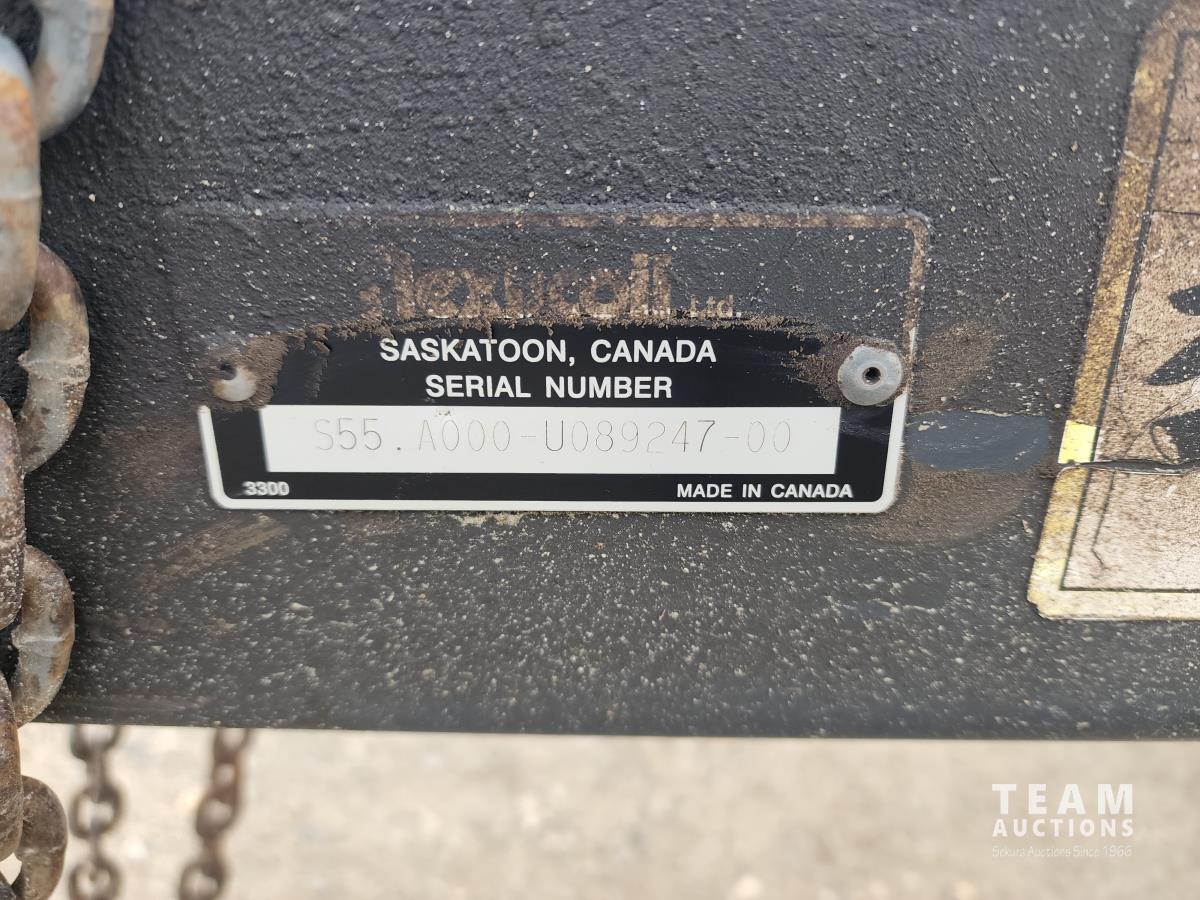 flexicoil Ltd.
SASKATOON, CANADA
SERIAL NUMBER
S55.A000-U089247-00
3300 MADE IN CANADA
TEAM
AUCTIONS
Sekura Auctions Since 1966